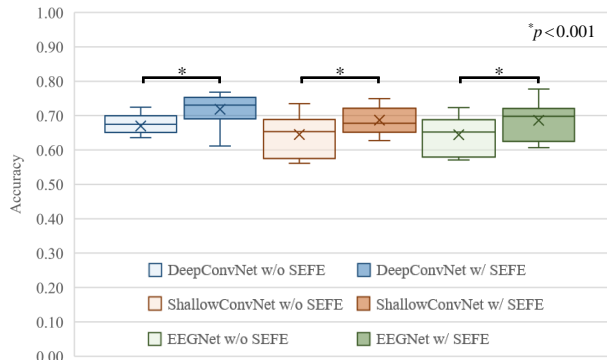 1.00
*p<0.001
0.90
0.80
* * *
0.70
0.60
0.50
0.40
0.30
0.20
0.10
0.00
Accuracy
DeepConvNet w/o SEFE DeepConvNet w/ SEFE
ShallowConvNet w/o SEFE ShallowConvNet w/ SEFE
EEGNet w/o SEFE EEGNet w/ SEFE